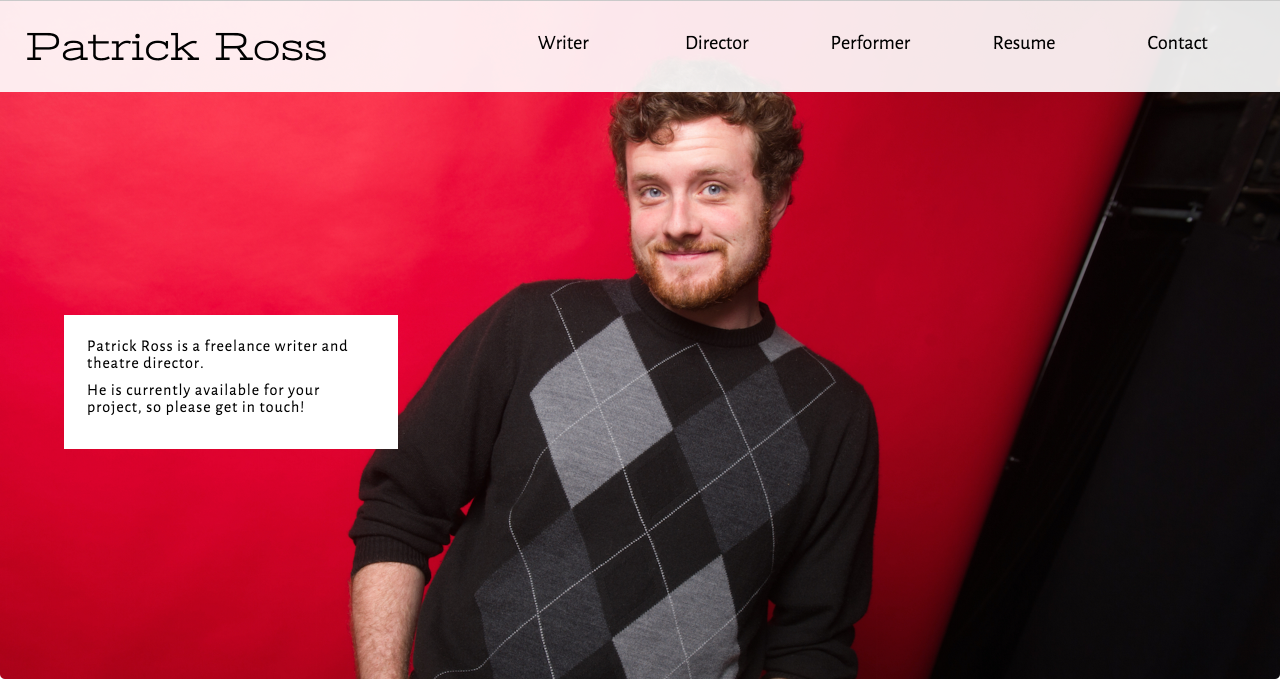 Patrick Ross
Writer
Director
Performer
Resume
Contact
Patrick Ross is a freelance writer and
theatre director.
He is currently available for your
project, so please get in touch!